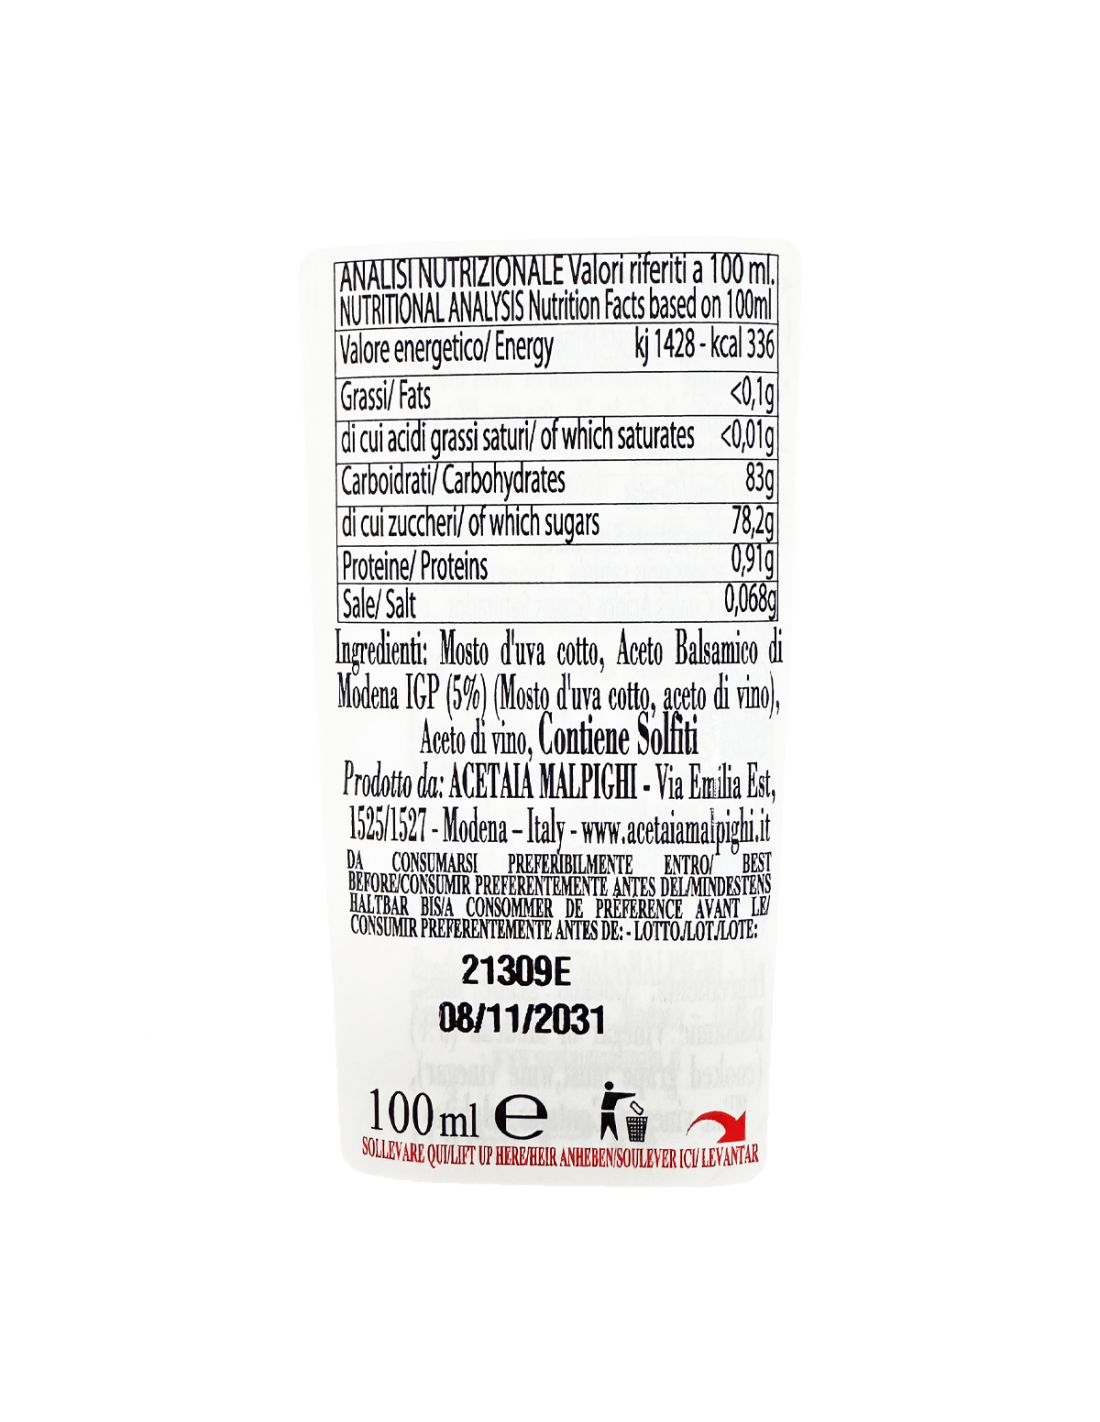 ANALISI NUTRIZIONALE Valori riferiti a 100 ml.
NUTRITIONAL ANALYSIS Nutrition Facts based on 100ml
Valore energetico/ Energy kj 1428 - kcal 336
Grassi/ Fats <0,1g
di cui acidi grassi saturi/ of which saturates <0,01g
Carboidrati/ Carbohydrates 83g
di cui zuccheri/ of which sugars 78,2g
Proteine/ Proteins 0,91g
Sale/ Salt 0,068g
Ingredienti: Mosto d'uva cotto, Aceto Balsamico di
Modena IGP (5%) (Mosto d'uva cotto, aceto di vino),
Aceto di vino, Contiene Solfiti
Prodotto da: ACETAIA MALPIGHI - Via Emilia Est,
1525/1527 - Modena – Italy - www.acetaiamalpighi.it
DA CONSUMARSI PREFERIBILMENTE ENTRO/ BEST
BEFORE/CONSUMIR PREFERENTEMENTE ANTES DEL/MINDESTENS
HALTBAR BIS/A CONSOMMER DE PRÉFÉRENCE AVANT LE/
CONSUMIR PREFERENTEMENTE ANTES DE: - LOTTO./LOT./LOTE:
21309E
08/11/2031
100 ml e
SOLLEVARE QUI/LIFT UP HERE/HEIR ANHEBEN/SOULEVER ICI/ LEVANTAR